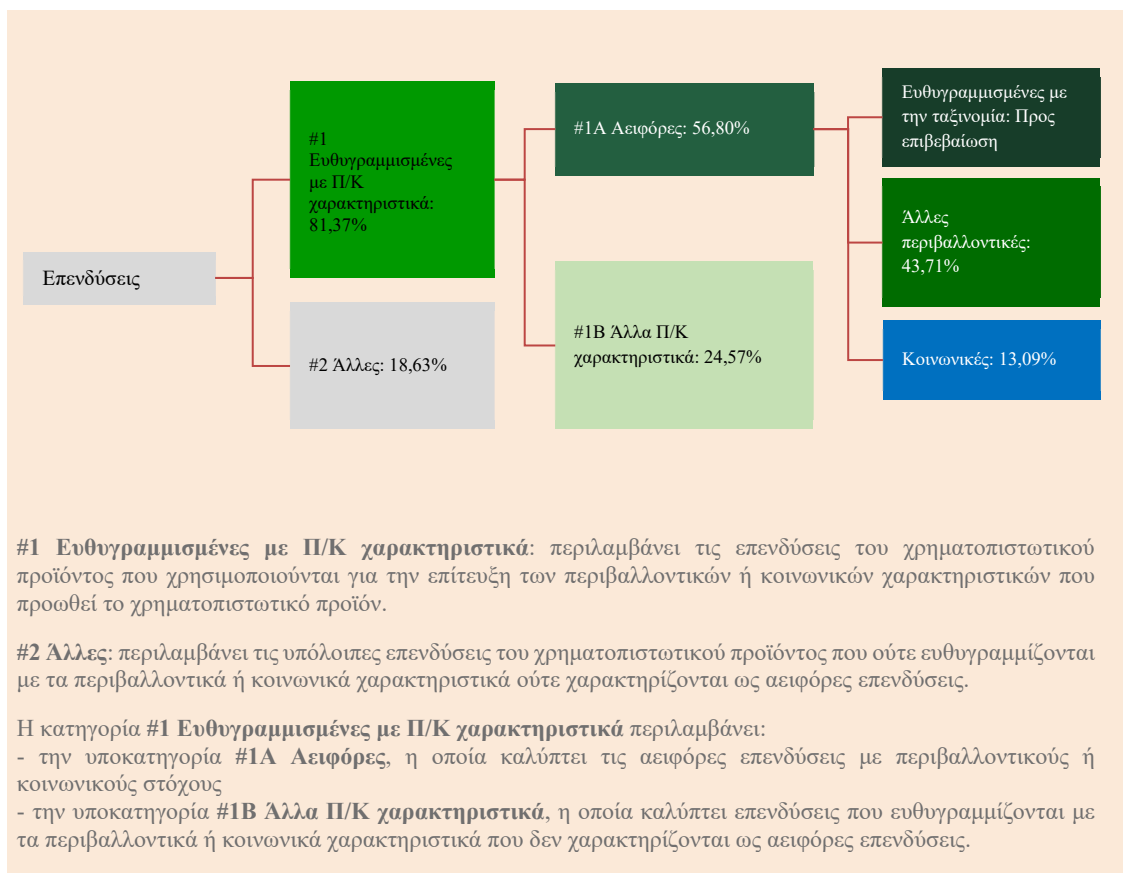 Επενδύσεις
#1
Ευθυγραμμισμένες
με Π/Κ
χαρακτηριστικά:
81,37%
#2 Άλλες: 18,63%
#1A Αειφόρες: 56,80%
#1B Άλλα Π/Κ
χαρακτηριστικά: 24,57%
Ευθυγραμμισμένες με
την ταξινομία: Προς
επιβεβαίωση
Άλλες
περιβαλλοντικές:
43,71%
Κοινωνικές: 13,09%
#1 Ευθυγραμμισμένες με Π/Κ χαρακτηριστικά: περιλαμβάνει τις επενδύσεις του χρηματοπιστωτικού
προϊόντος που χρησιμοποιούνται για την επίτευξη των περιβαλλοντικών ή κοινωνικών χαρακτηριστικών που
προωθεί το χρηματοπιστωτικό προϊόν.
#2 Άλλες: περιλαμβάνει τις υπόλοιπες επενδύσεις του χρηματοπιστωτικού προϊόντος που ούτε ευθυγραμμίζονται
με τα περιβαλλοντικά ή κοινωνικά χαρακτηριστικά ούτε χαρακτηρίζονται ως αειφόρες επενδύσεις.
Η κατηγορία #1 Ευθυγραμμισμένες με Π/Κ χαρακτηριστικά περιλαμβάνει:
- την υποκατηγορία #1A Αειφόρες, η οποία καλύπτει τις αειφόρες επενδύσεις με περιβαλλοντικούς ή
κοινωνικούς στόχους
- την υποκατηγορία #1B Άλλα Π/Κ χαρακτηριστικά, η οποία καλύπτει επενδύσεις που ευθυγραμμίζονται με
τα περιβαλλοντικά ή κοινωνικά χαρακτηριστικά που δεν χαρακτηρίζονται ως αειφόρες επενδύσεις.